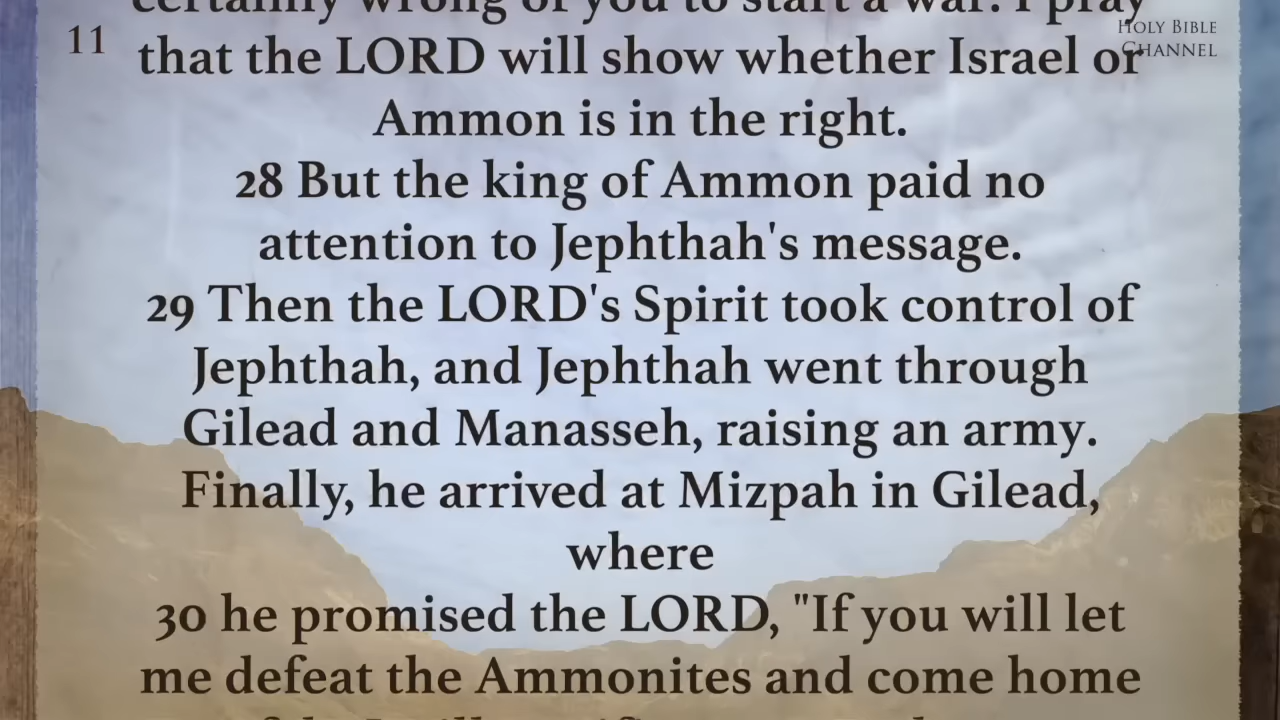 certainly wrong of you to start a war. I pray
11
HOLY BIBLE
CHANNEL
that the LORD will show whether Israel or
Ammon is in the right.
28 But the king of Ammon paid no
attention to Jephthah's message.
29 Then the LORD's Spirit took control of
Jephthah, and Jephthah went through
Gilead and Manasseh, raising an army.
Finally, he arrived at Mizpah in Gilead,
where
30 he promised the LORD, "If you will let
me defeat the Ammonites and come home